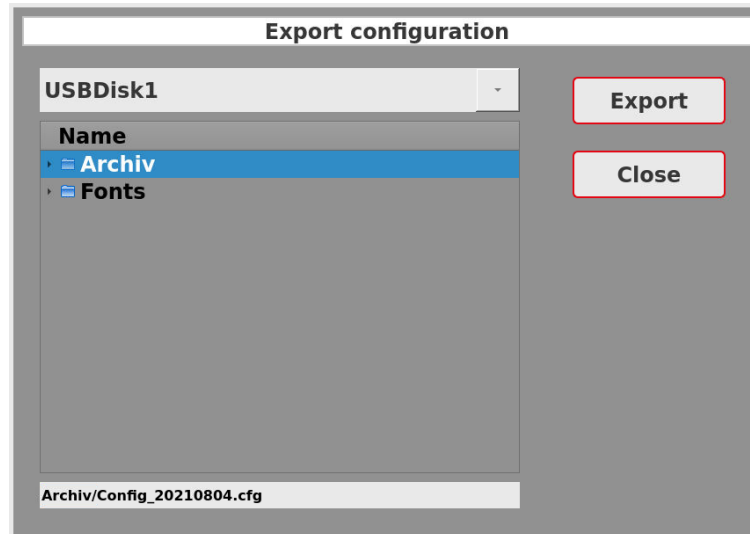 Export configuration
USBDisk1
Export
Name
Archiv
Close
Fonts
Archiv/Config_20210804.cfg